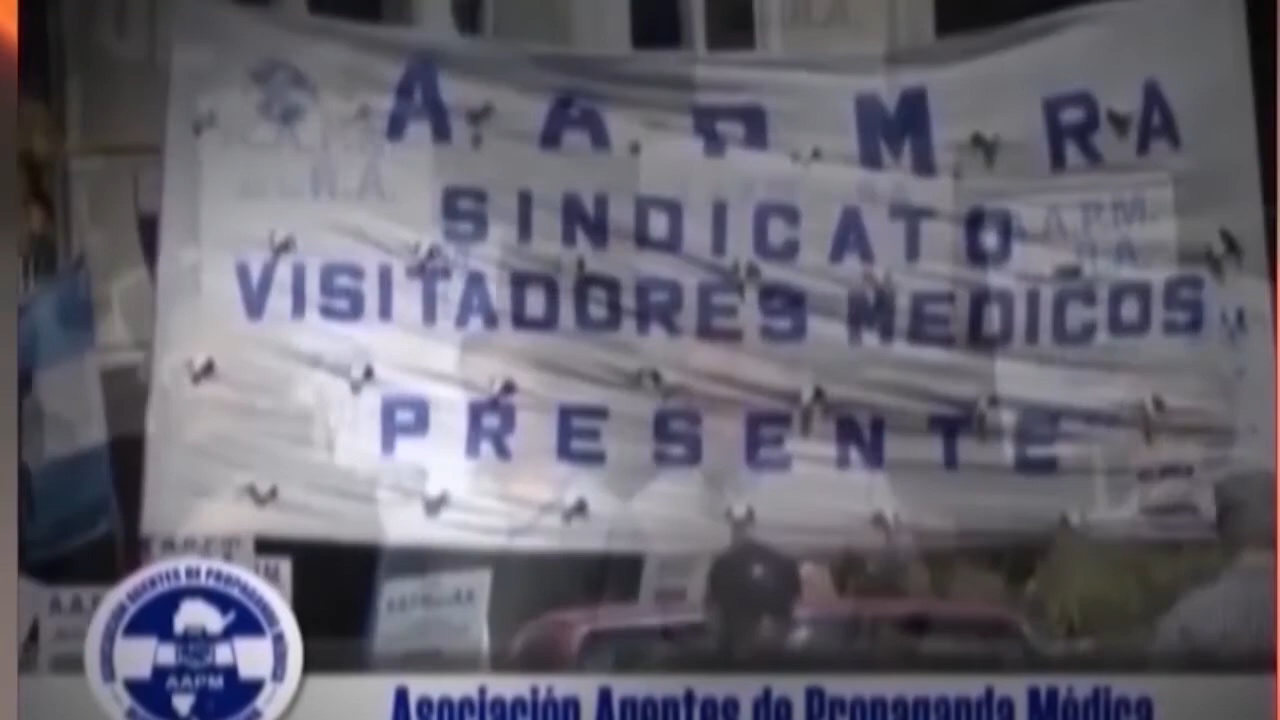 A. A. P. M. R A
SINDICATO
VISITADORES MEDICOS
PRESENTE
A.A.P.M.
R.A.
AAPM
Asociación Agentes de Propaganda Médica